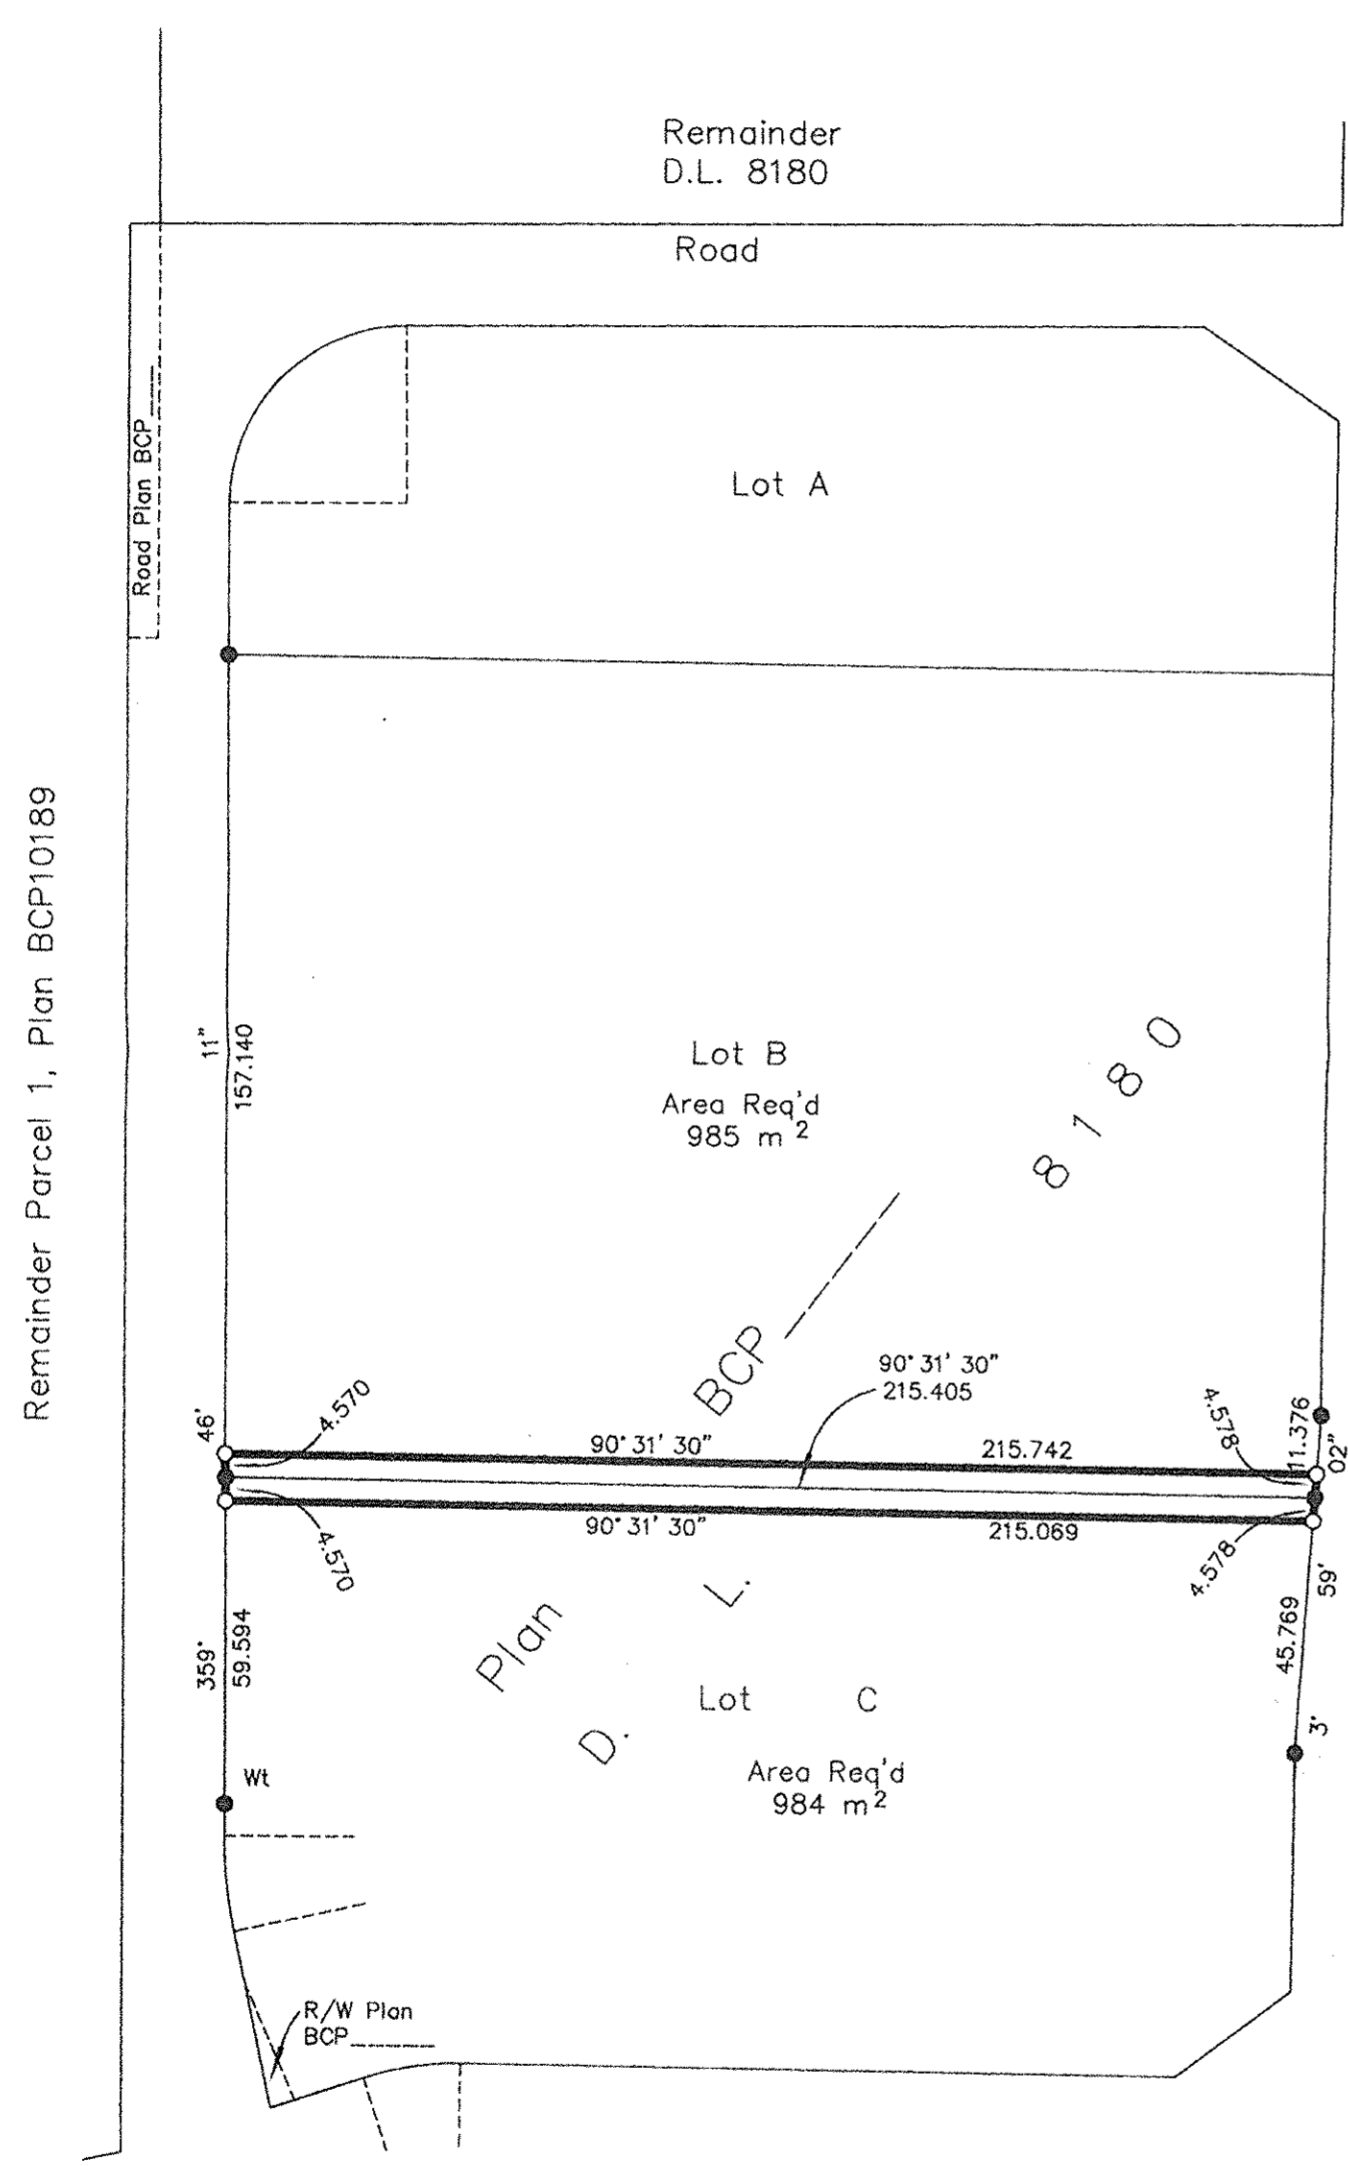 Remainder
D.L. 8180
Road
Road Plan BCP___
Lot A
Remainder Parcel 1, Plan BCP10189
359° 46' 11"
157.140
Lot B
Area Req'd
985 m²
D. L. 8180
Plan BCP ______
90° 31' 30"
215.405
4.570
90° 31' 30" 215.742
4.578
11.376
3° 59' 02"
90° 31' 30" 215.069
4.570
4.578
59.594
45.769
Lot C
Area Req'd
984 m²
Wt
R/W Plan
BCP______